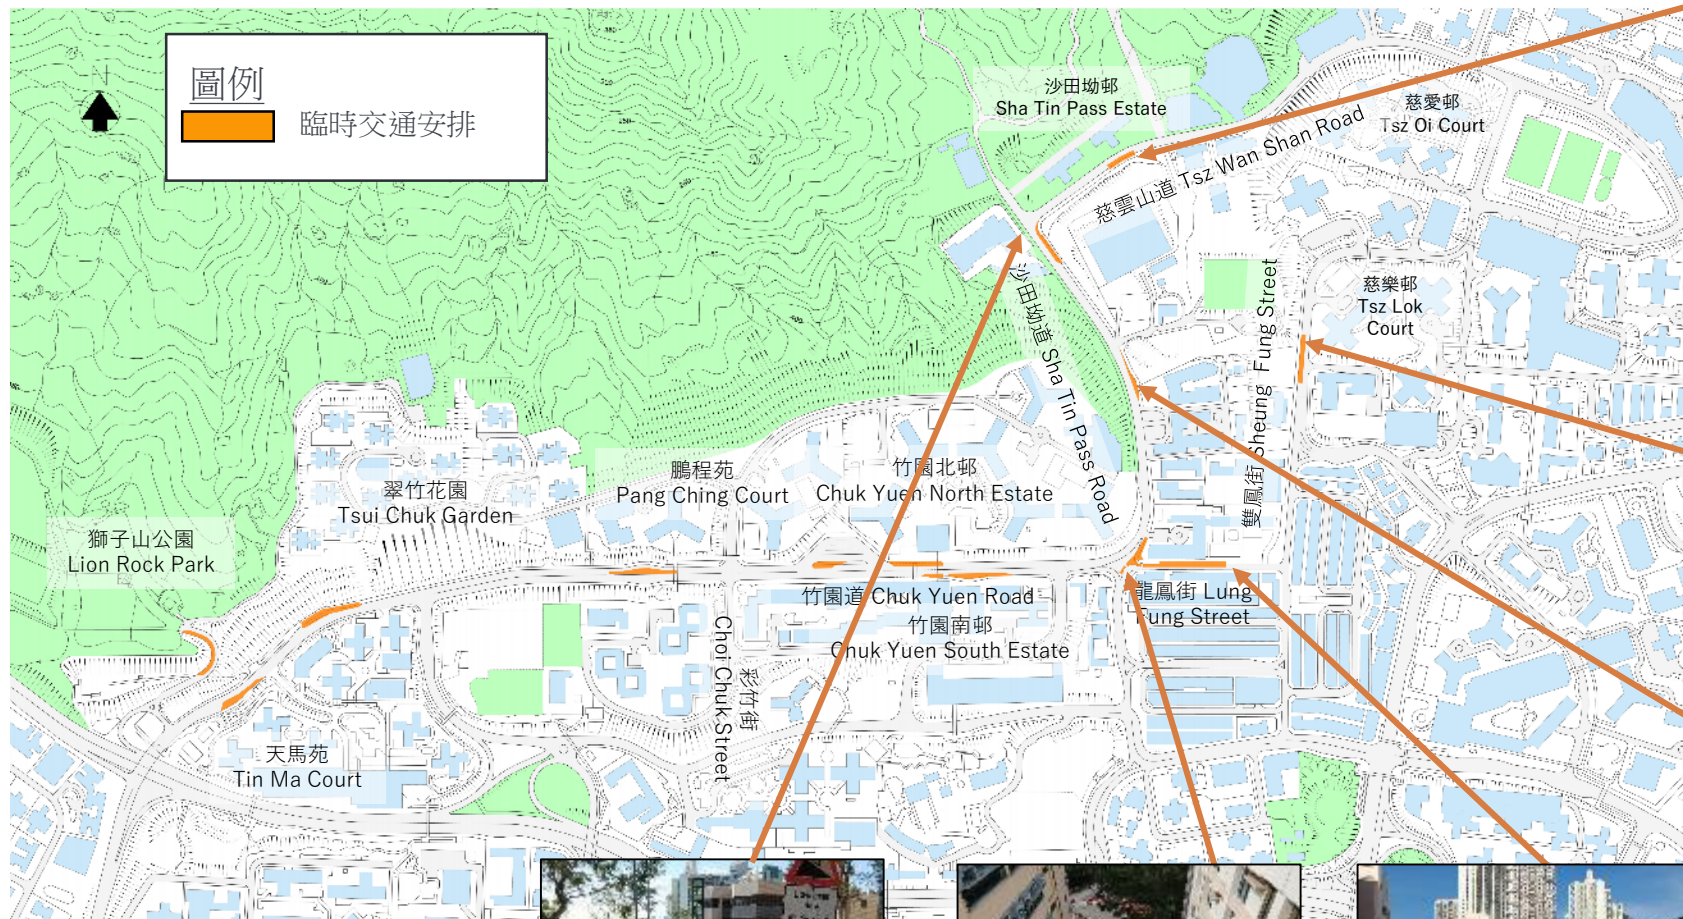 圖例
臨時交通安排
N
沙田坳邨
Sha Tin Pass Estate
慈愛邨
Tsz Oi Court
慈雲山道 Tsz Wan Shan Road
慈樂邨
Tsz Lok
Court
沙田坳道 Sha Tin Pass Road
雙鳳街 Sheung Fung Street
鵬程苑
Pang Ching Court
竹園北邨
Chuk Yuen North Estate
翠竹花園
Tsui Chuk Garden
獅子山公園
Lion Rock Park
竹園道 Chuk Yuen Road
竹園南邨
Chuk Yuen South Estate
龍鳳街 Lung
Fung Street
彩竹街
Choi Chuk Street
天馬苑
Tin Ma Court